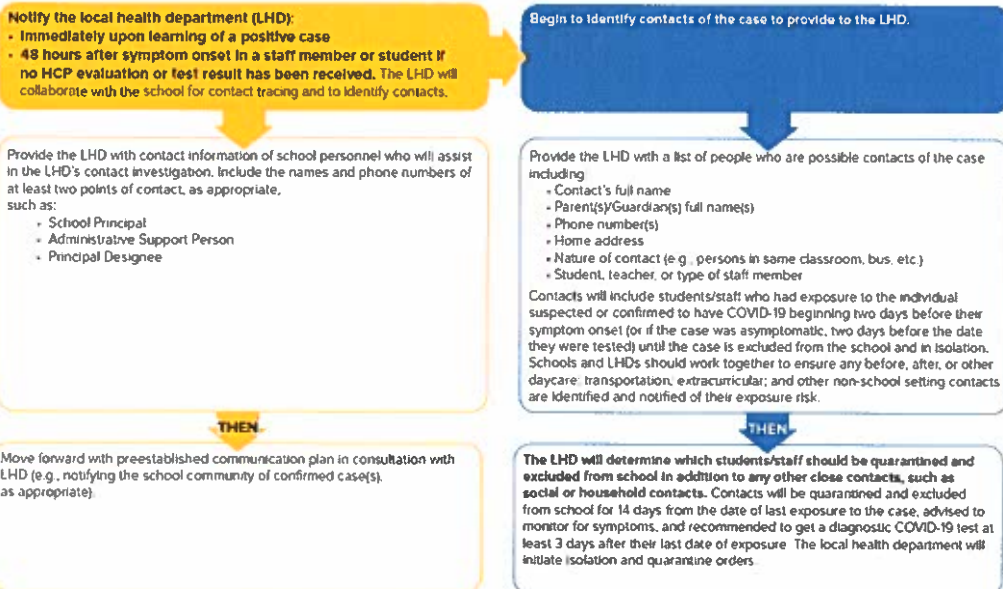 Notify the local health department (LHD):
• Immediately upon learning of a positive case
• 48 hours after symptom onset in a staff member or student if
no HCP evaluation or test result has been received. The LHD will
collaborate with the school for contact tracing and to identify contacts.
Begin to identify contacts of the case to provide to the LHD.
Provide the LHD with contact information of school personnel who will assist
in the LHD's contact investigation. Include the names and phone numbers of
at least two points of contact, as appropriate,
such as:
• School Principal
• Administrative Support Person
• Principal Designee
Provide the LHD with a list of people who are possible contacts of the case
including:
• Contact's full name
• Parent(s)/Guardian(s) full name(s)
• Phone number(s)
• Home address
• Nature of contact (e.g., persons in same classroom, bus, etc.)
• Student, teacher, or type of staff member
Contacts will include students/staff who had exposure to the individual
suspected or confirmed to have COVID-19 beginning two days before their
symptom onset (or if the case was asymptomatic, two days before the date
they were tested) until the case is excluded from the school and in isolation.
Schools and LHDs should work together to ensure any before, after, or other
daycare; transportation, extracurricular; and other non-school setting contacts
are identified and notified of their exposure risk.
THEN
THEN
Move forward with preestablished communication plan in consultation with
LHD (e.g., notifying the school community of confirmed case(s),
as appropriate)
The LHD will determine which students/staff should be quarantined and
excluded from school in addition to any other close contacts, such as
social or household contacts. Contacts will be quarantined and excluded
from school for 14 days from the date of last exposure to the case, advised to
monitor for symptoms, and recommended to get a diagnostic COVID-19 test at
least 3 days after their last date of exposure. The local health department will
initiate isolation and quarantine orders